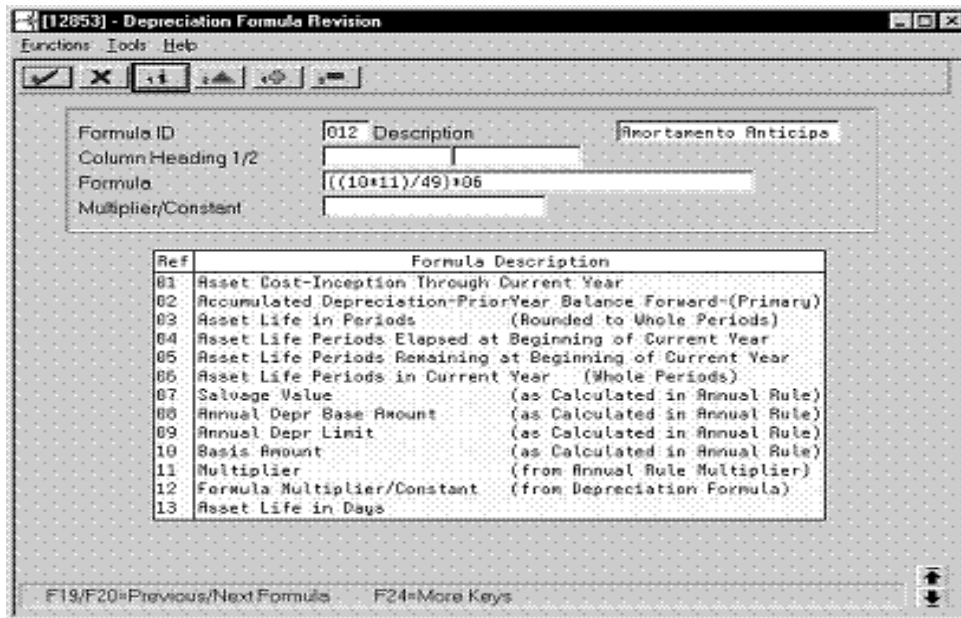 [12853] - Depreciation Formula Revision
Functions Tools Help
Formula ID 012 Description Amortamento Anticipa
Column Heading 1/2
Formula ((10*11)/49)*06
Multiplier/Constant
Ref Formula Description
01 Asset Cost-Inception Through Current Year
02 Accumulated Depreciation-PriorYear Balance Forward-(Primary)
03 Asset Life in Periods (Rounded to Whole Periods)
04 Asset Life Periods Elapsed at Beginning of Current Year
05 Asset Life Periods Remaining at Beginning of Current Year
06 Asset Life Periods in Current Year (Whole Periods)
07 Salvage Value (as Calculated in Annual Rule)
08 Annual Depr Base Amount (as Calculated in Annual Rule)
09 Annual Depr Limit (as Calculated in Annual Rule)
10 Basis Amount (as Calculated in Annual Rule)
11 Multiplier (from Annual Rule Multiplier)
12 Formula Multiplier/Constant (from Depreciation Formula)
13 Asset Life in Days
F19/F20=Previous/Next Formula F24=More Keys